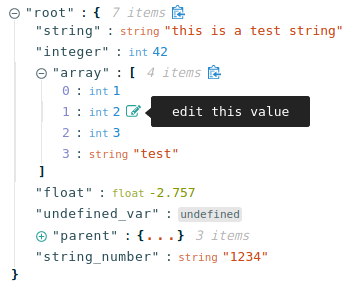 "root" : { 7 items
"string" : string "this is a test string"
"integer" : int 42
"array" : [ 4 items
0 : int 1
1 : int 2 edit this value
2 : int 3
3 : string "test"
]
"float" : float -2.757
"undefined_var" : undefined
"parent" : {...} 3 items
"string_number" : string "1234"
}